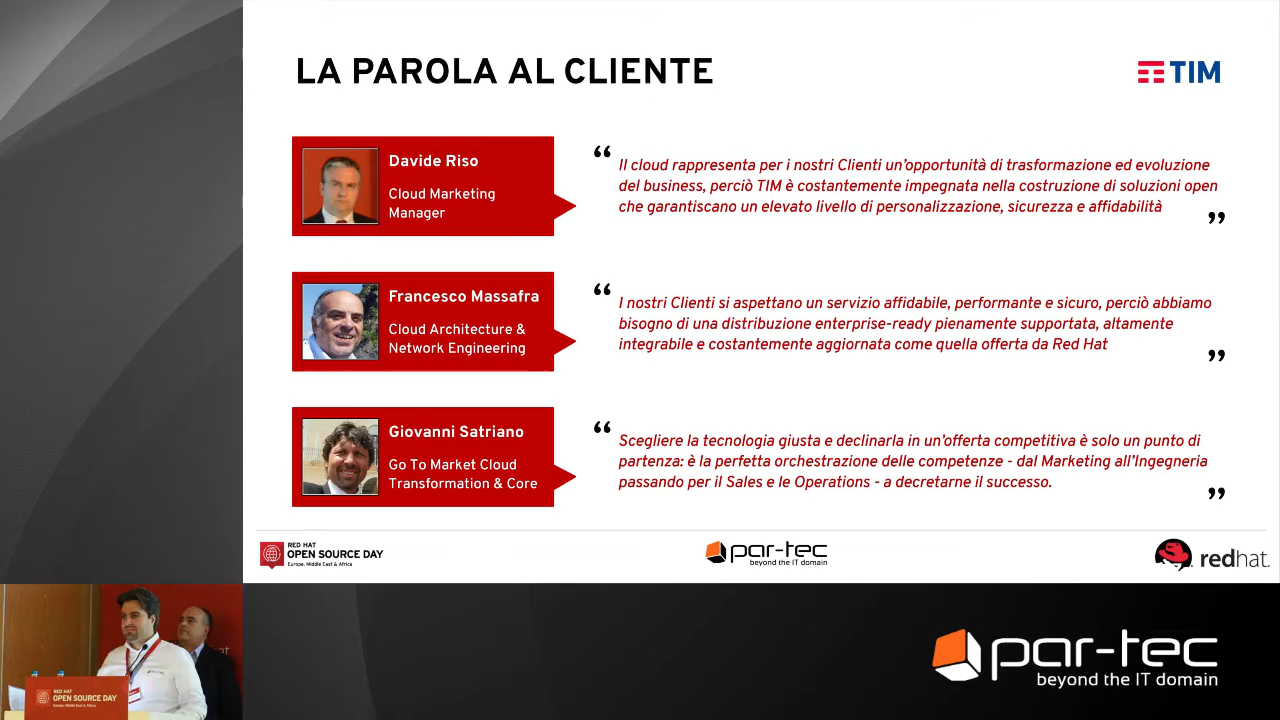 LA PAROLA AL CLIENTE
TIM
Davide Riso
Cloud Marketing
Manager
“ Il cloud rappresenta per i nostri Clienti un’opportunità di trasformazione ed evoluzione
del business, perciò TIM è costantemente impegnata nella costruzione di soluzioni open
che garantiscano un elevato livello di personalizzazione, sicurezza e affidabilità ”
Francesco Massafra
Cloud Architecture &
Network Engineering
“ I nostri Clienti si aspettano un servizio affidabile, performante e sicuro, perciò abbiamo
bisogno di una distribuzione enterprise-ready pienamente supportata, altamente
integrabile e costantemente aggiornata come quella offerta da Red Hat ”
Giovanni Satriano
Go To Market Cloud
Transformation & Core
“ Scegliere la tecnologia giusta e declinarla in un’offerta competitiva è solo un punto di
partenza: è la perfetta orchestrazione delle competenze - dal Marketing all’Ingegneria
passando per il Sales e le Operations - a decretarne il successo. ”
RED HAT
OPEN SOURCE DAY
Europe, Middle East & Africa
par-tec
beyond the IT domain
redhat.
RED HAT
OPEN SOURCE DAY
Europe, Middle East & Africa
par-tec
beyond the IT domain